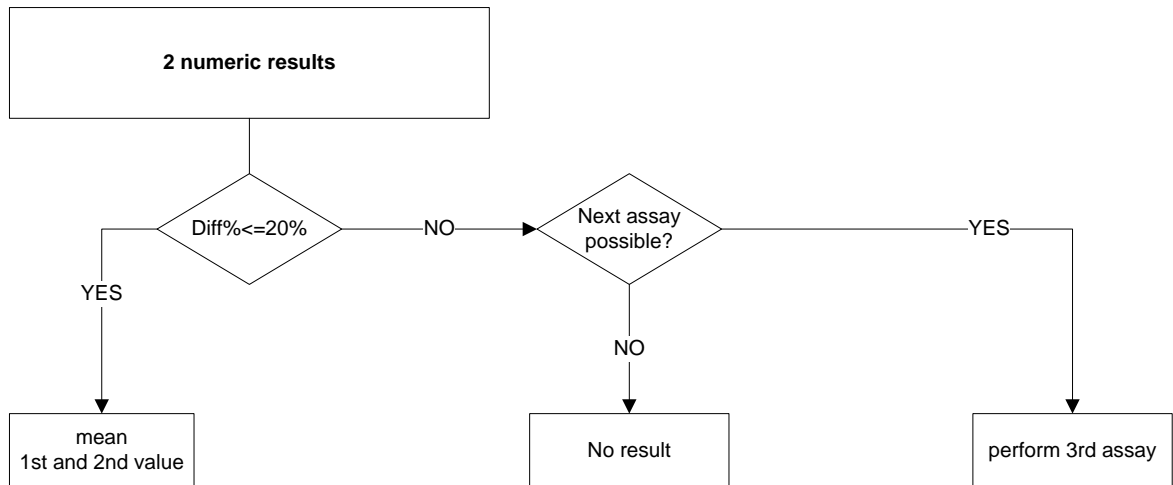 2 numeric results
Diff%<=20%
NO
Next assay
possible?
YES
YES
NO
mean
1st and 2nd value
No result
perform 3rd assay